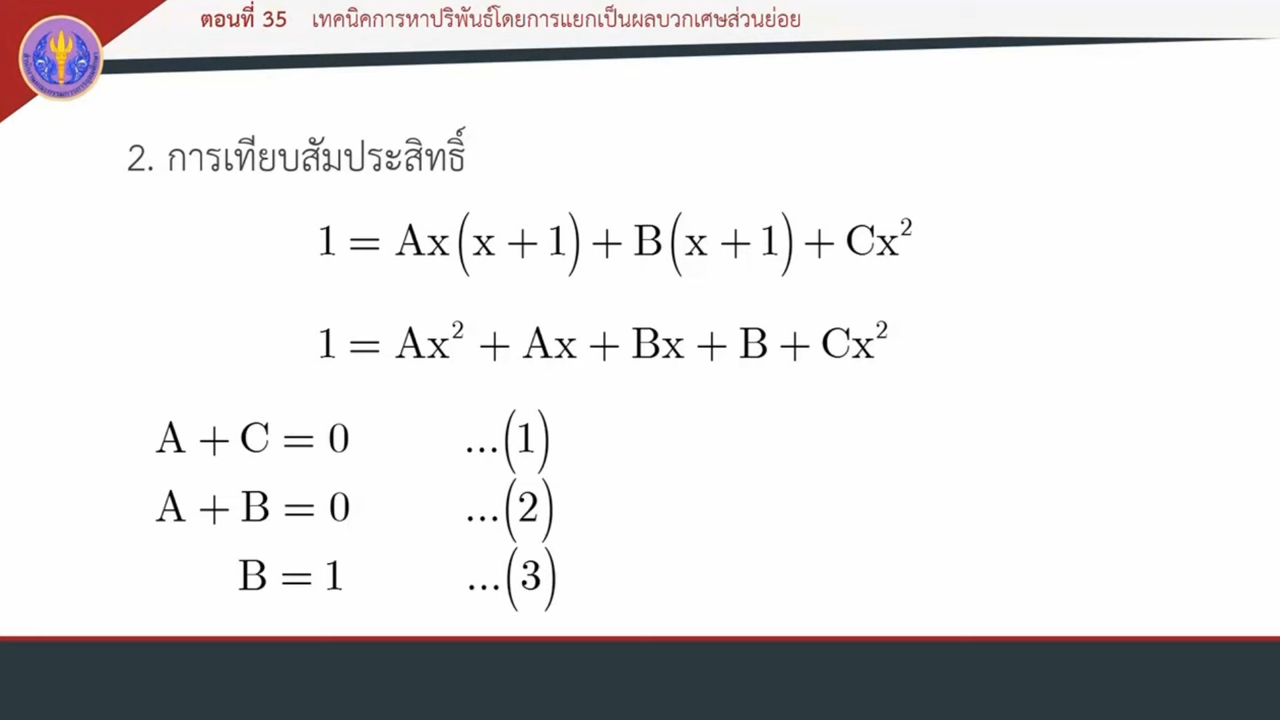 ตอนที่ 35 เทคนิคการหาปริพันธ์โดยการแยกเป็นผลบวกเศษส่วนย่อย
2. การเทียบสัมประสิทธิ์
1 = Ax(x + 1) + B(x + 1) + Cx²
1 = Ax² + Ax + Bx + B + Cx²
A + C = 0 ...(1)
A + B = 0 ...(2)
B = 1 ...(3)